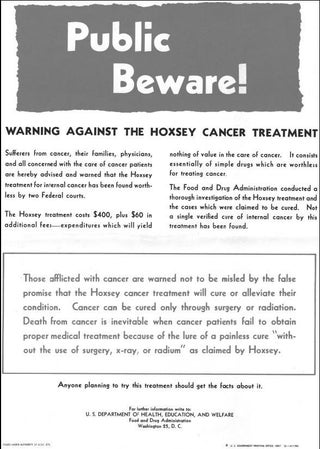 Public
Beware!
WARNING AGAINST THE HOXSEY CANCER TREATMENT
Sufferers from cancer, their families, physicians,
and all concerned with the care of cancer patients
are hereby advised and warned that the Hoxsey
treatment for internal cancer has been found worth-
less by two Federal courts.
The Hoxsey treatment costs $400, plus $60 in
additional fees—expenditures which will yield
nothing of value in the care of cancer. It consists
essentially of simple drugs which are worthless
for treating cancer.
The Food and Drug Administration conducted a
thorough investigation of the Hoxsey treatment and
the cases which were claimed to be cured. Not
a single verified cure of internal cancer by this
treatment has been found.
Those afflicted with cancer are warned not to be misled by the false
promise that the Hoxsey cancer treatment will cure or alleviate their
condition. Cancer can be cured only through surgery or radiation.
Death from cancer is inevitable when cancer patients fail to obtain
proper medical treatment because of the lure of a painless cure "with-
out the use of surgery, x-ray, or radium" as claimed by Hoxsey.
Anyone planning to try this treatment should get the facts about it.
For further information write to:
U. S. DEPARTMENT OF HEALTH, EDUCATION, AND WELFARE
Food and Drug Administration
Washington 25, D. C.